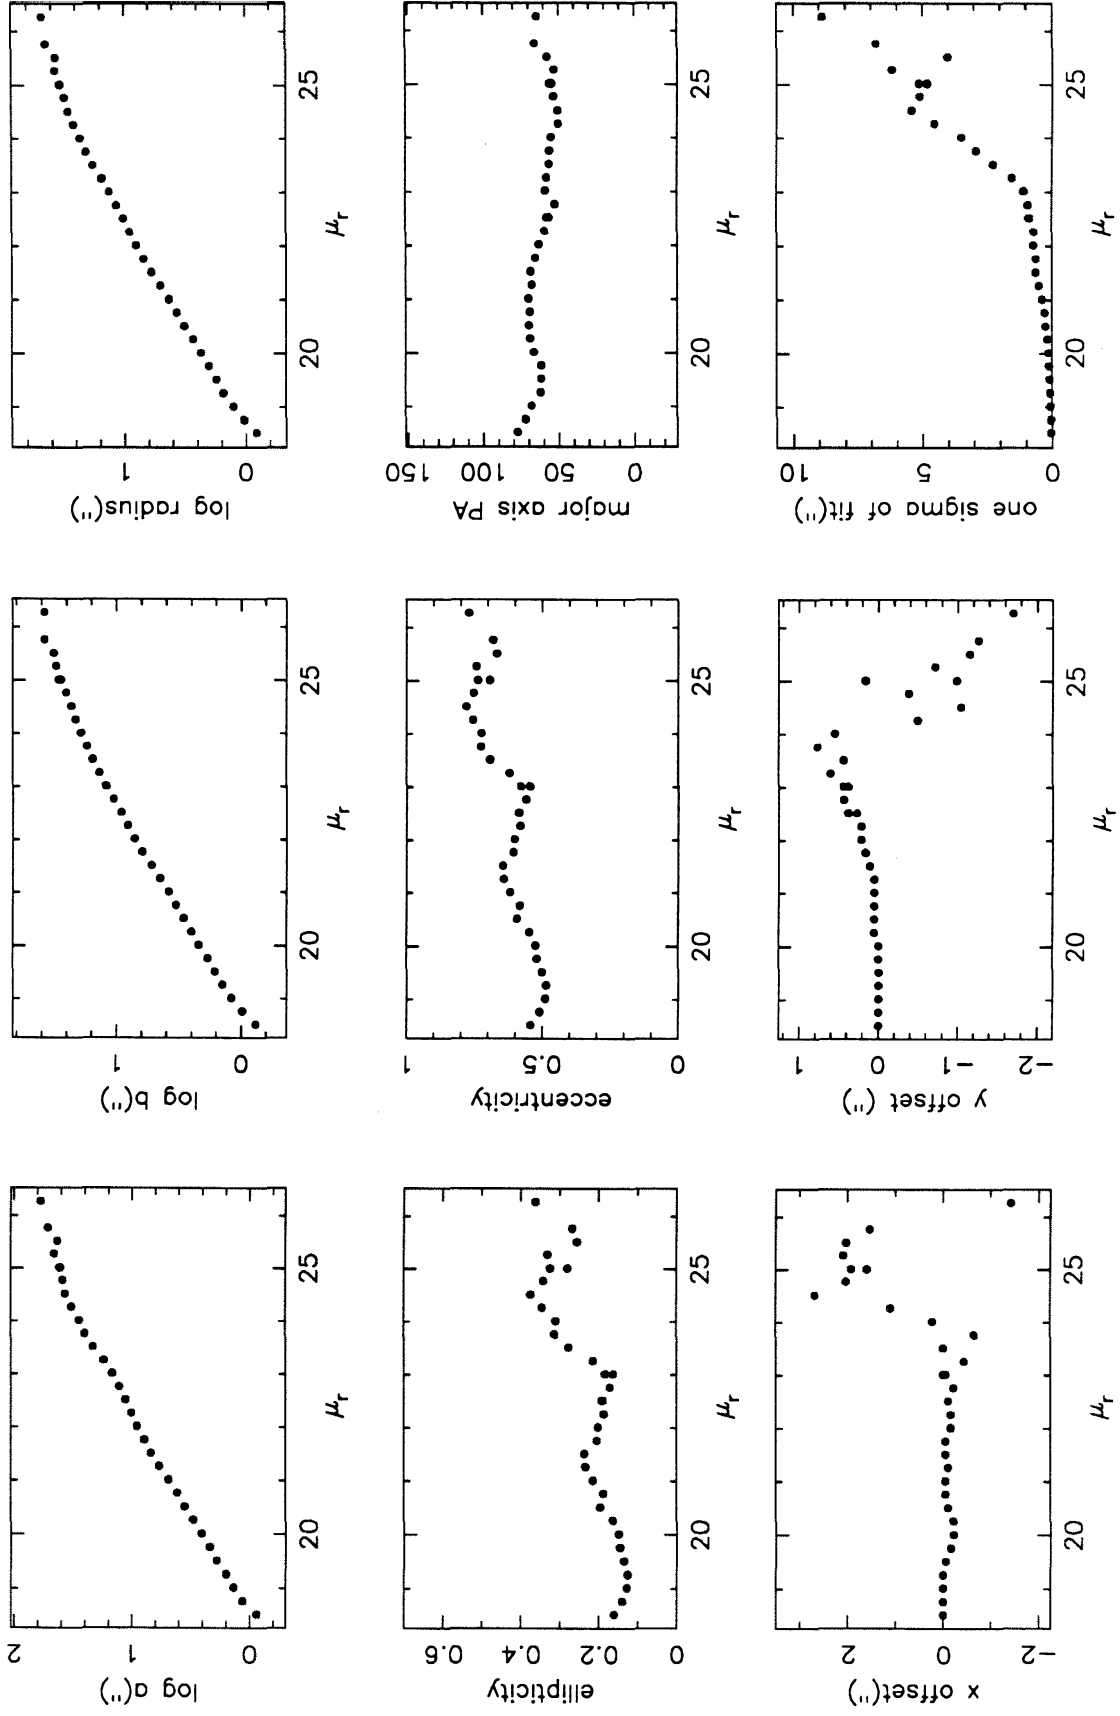 log a(")
2
1
0
20
25
μr
log b(")
1
0
20
25
μr
log radius(")
1
0
20
25
μr
ellipticity
0.6
0.4
0.2
0
20
25
μr
eccentricity
1
0.5
0
20
25
μr
major axis PA
150
100
50
0
20
25
μr
x offset(")
2
0
−2
20
25
μr
y offset (")
1
0
−1
−2
20
25
μr
one sigma of fit(")
10
5
0
20
25
μr